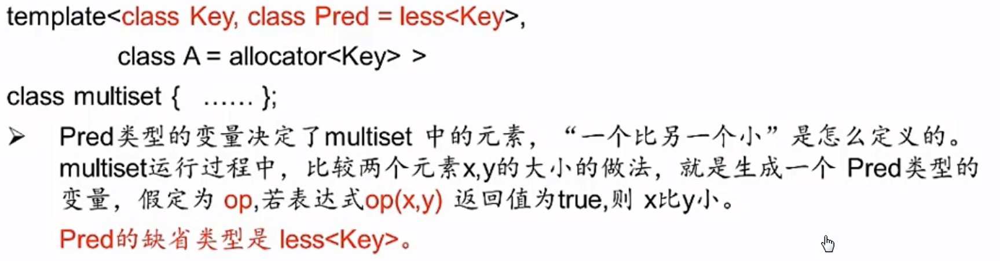 template<class Key, class Pred = less<Key>,
class A = allocator<Key> >
class multiset { …… };
➢ Pred类型的变量决定了multiset 中的元素，“一个比另一个小”是怎么定义的。
multiset运行过程中，比较两个元素x,y的大小的做法，就是生成一个 Pred类型的
变量，假定为 op,若表达式op(x,y) 返回值为true,则 x比y小。
Pred的缺省类型是 less<Key>。